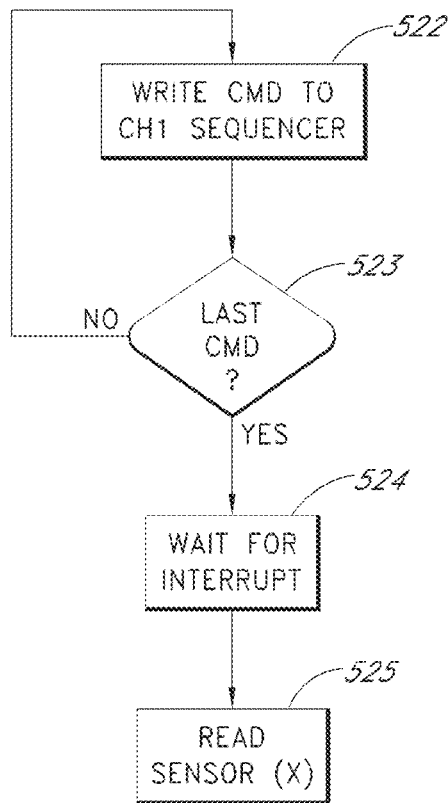 522
WRITE CMD TO
CH1 SEQUENCER
523
LAST
CMD
?
NO
YES
524
WAIT FOR
INTERRUPT
525
READ
SENSOR (X)